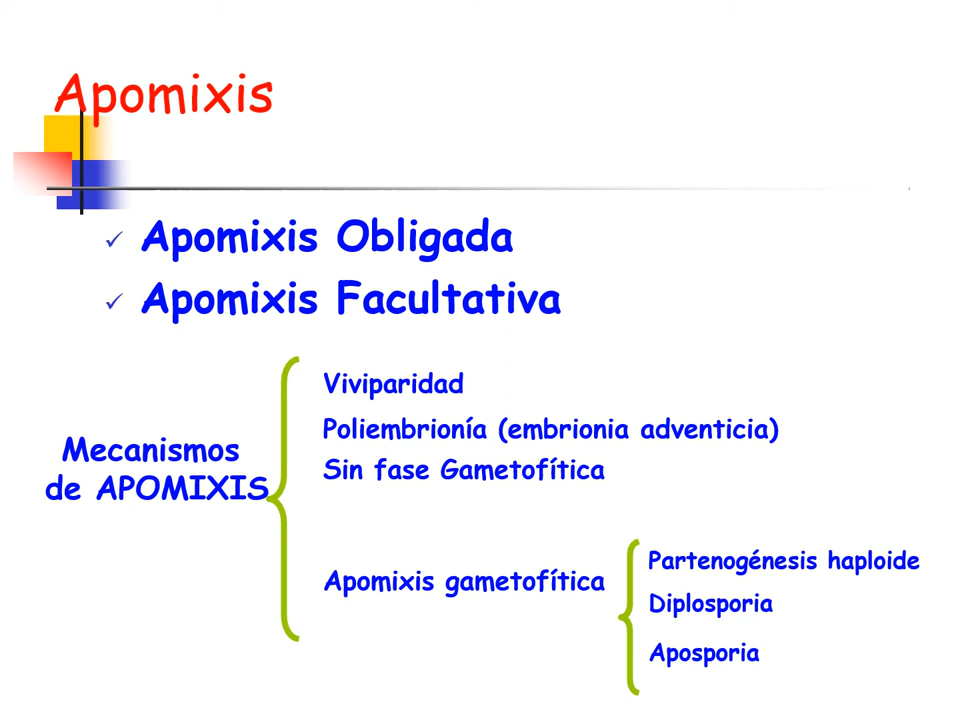 Apomixis
Apomixis Obligada
Apomixis Facultativa
Viviparidad
Poliembrionía (embrionia adventicia)
Mecanismos
de APOMIXIS
Sin fase Gametofítica
Apomixis gametofítica
Partenogénesis haploide
Diplosporia
Aposporia